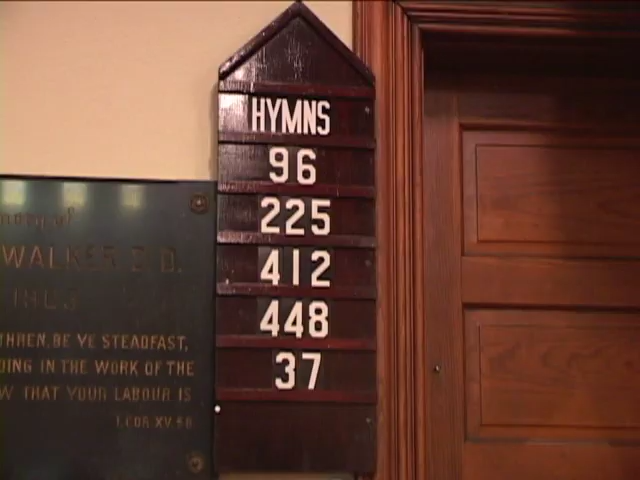 HYMNS
96
225
412
448
37
WALKER D.D.
THREN, BE YE STEADFAST,
DING IN THE WORK OF THE
W THAT YOUR LABOUR IS
I. COR XV. 58